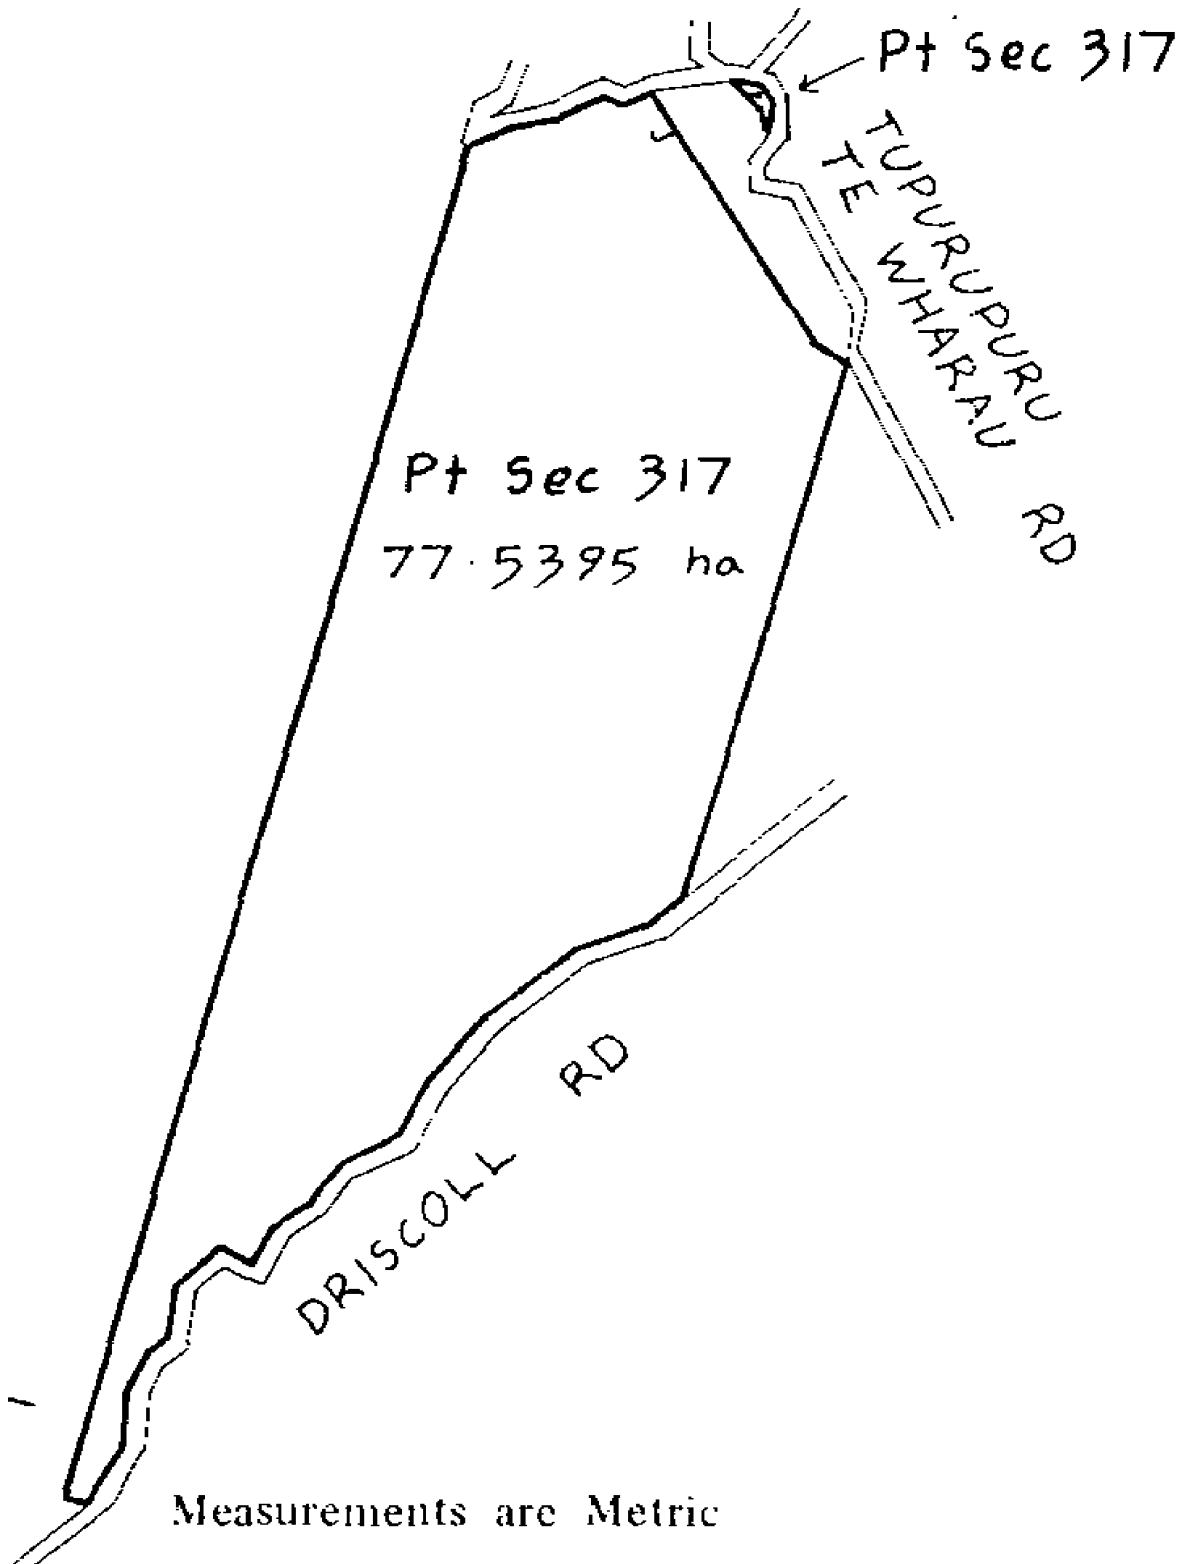 Pt Sec 317
TUPURUPURU
TE WHARAU RD
Pt Sec 317
77.5395 ha
DRISCOLL RD
Measurements are Metric